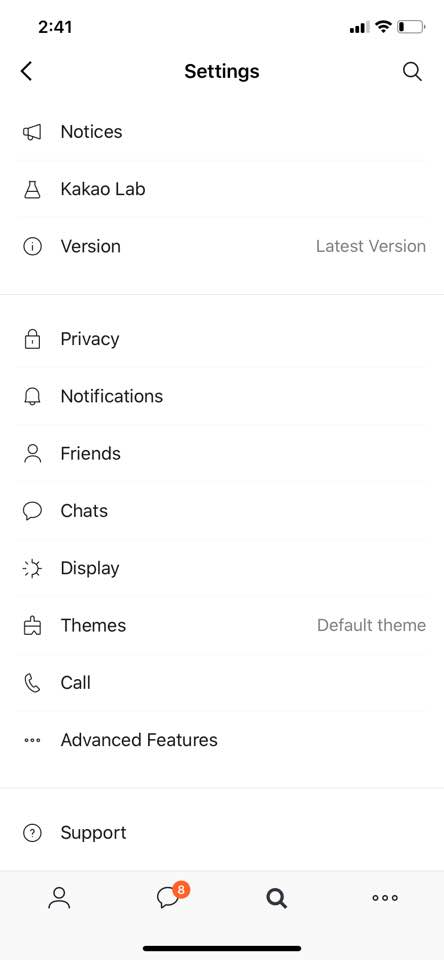 2:41
Settings
Notices
Kakao Lab
Version Latest Version
Privacy
Notifications
Friends
Chats
Display
Themes Default theme
Call
Advanced Features
Support
8